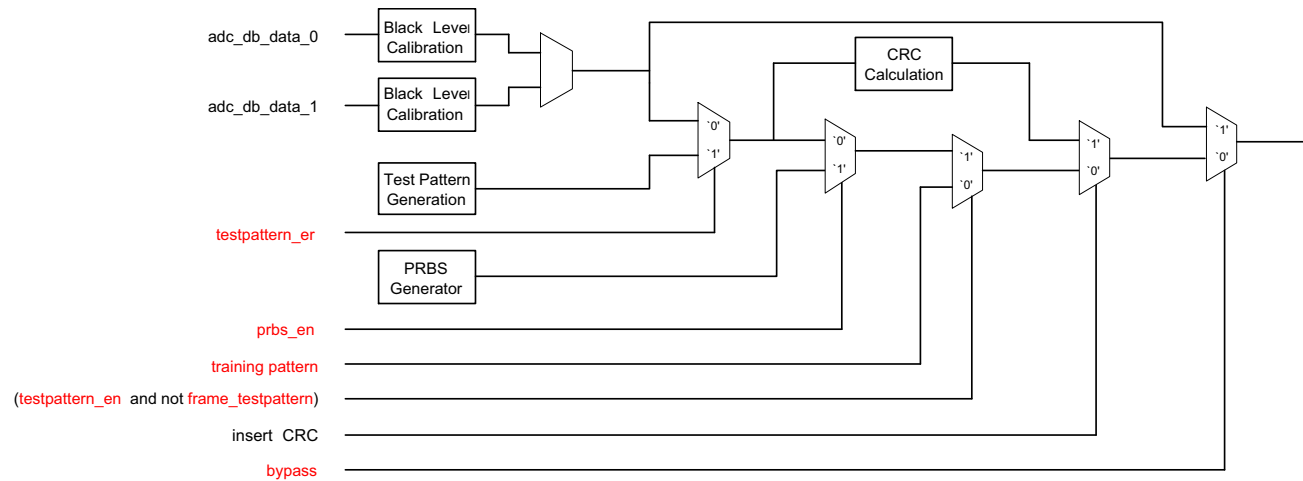 adc_db_data_0
Black Level
Calibration
adc_db_data_1
Black Level
Calibration
CRC
Calculation
`0'
`1'
`0'
`1'
`1'
`0'
`1'
`0'
`1'
`0'
Test Pattern
Generation
testpattern_er
PRBS
Generator
prbs_en
training pattern
(testpattern_en and not frame_testpattern)
insert CRC
bypass